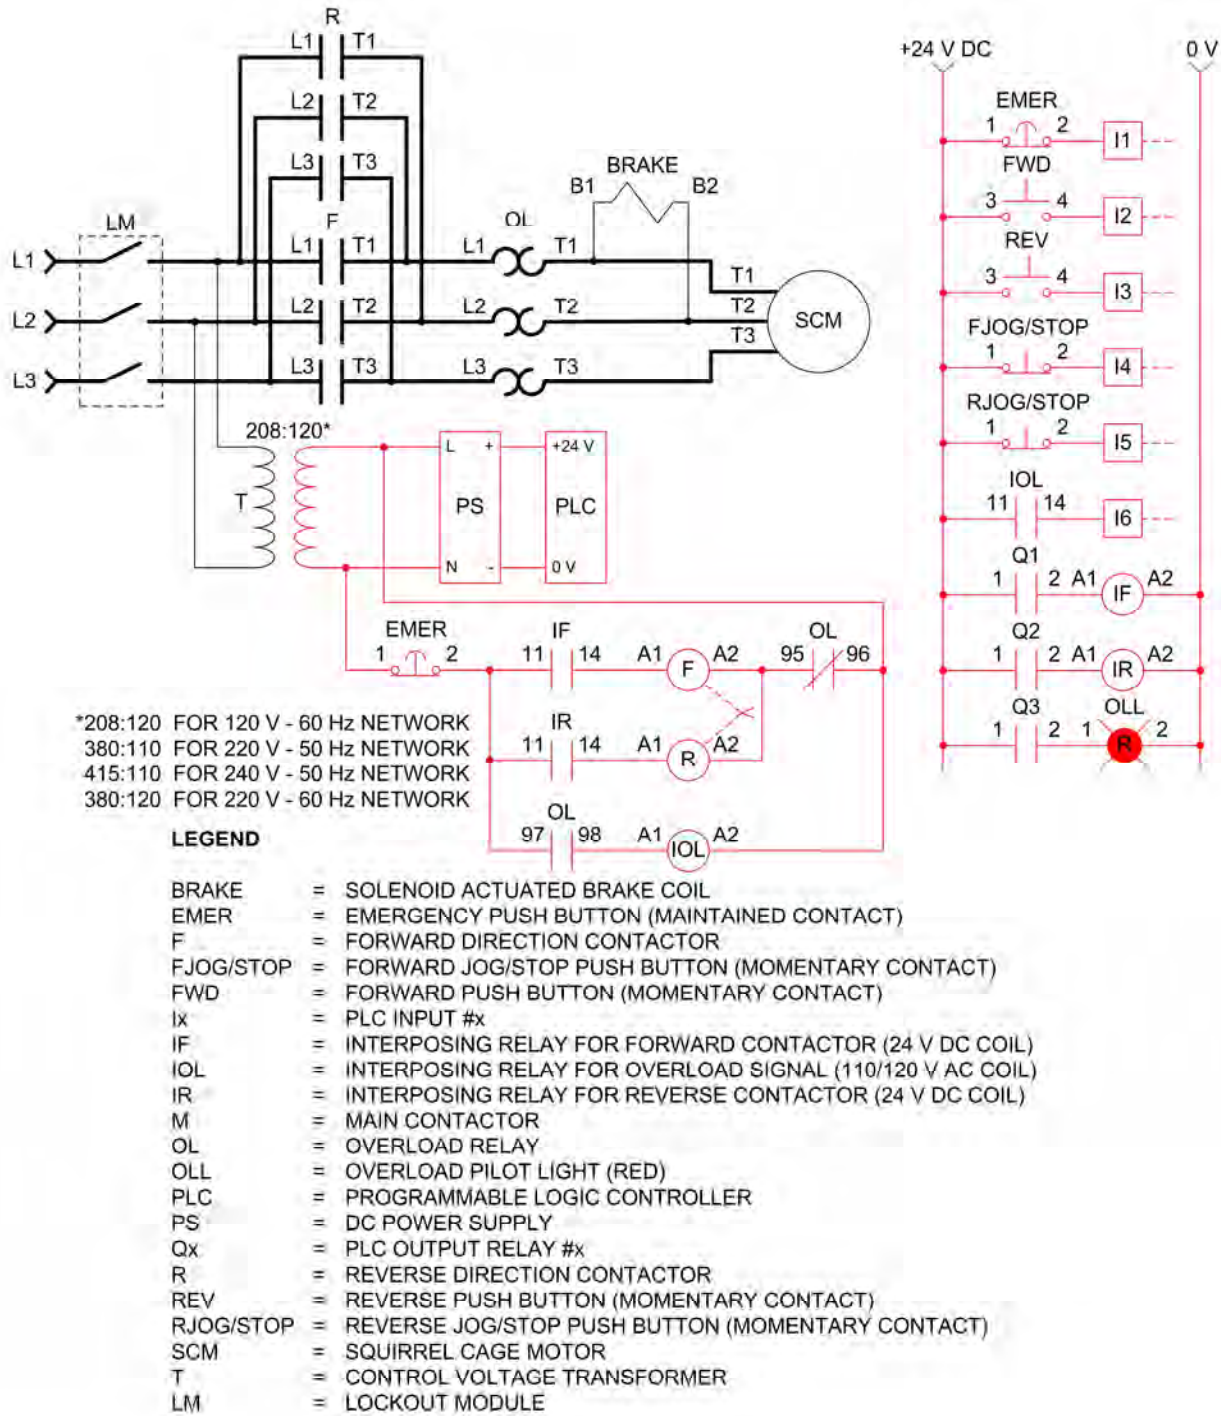 R
L1 T1
L2 T2
L3 T3
F
LM
L1 L1 T1
L2 L2 T2
L3 L3 T3
OL
L1 T1
L2 T2
L3 T3
BRAKE
B1 B2
T1
T2
T3
SCM
208:120*
T
L +
PS
N -
+24 V
PLC
0 V
EMER
1 2
IF
11 14 A1 F A2
OL
95 96
IR
11 14 A1 R A2
OL
97 98 A1 IOL A2
+24 V DC 0 V
EMER
1 2 I1
FWD
3 4 I2
REV
3 4 I3
FJOG/STOP
1 2 I4
RJOG/STOP
1 2 I5
IOL
11 14 I6
Q1
1 2 A1 IF A2
Q2
1 2 A1 IR A2
Q3 OLL
1 2 1 R 2
*208:120 FOR 120 V - 60 Hz NETWORK
380:110 FOR 220 V - 50 Hz NETWORK
415:110 FOR 240 V - 50 Hz NETWORK
380:120 FOR 220 V - 60 Hz NETWORK
LEGEND
BRAKE = SOLENOID ACTUATED BRAKE COIL
EMER = EMERGENCY PUSH BUTTON (MAINTAINED CONTACT)
F = FORWARD DIRECTION CONTACTOR
FJOG/STOP = FORWARD JOG/STOP PUSH BUTTON (MOMENTARY CONTACT)
FWD = FORWARD PUSH BUTTON (MOMENTARY CONTACT)
Ix = PLC INPUT #x
IF = INTERPOSING RELAY FOR FORWARD CONTACTOR (24 V DC COIL)
IOL = INTERPOSING RELAY FOR OVERLOAD SIGNAL (110/120 V AC COIL)
IR = INTERPOSING RELAY FOR REVERSE CONTACTOR (24 V DC COIL)
M = MAIN CONTACTOR
OL = OVERLOAD RELAY
OLL = OVERLOAD PILOT LIGHT (RED)
PLC = PROGRAMMABLE LOGIC CONTROLLER
PS = DC POWER SUPPLY
Qx = PLC OUTPUT RELAY #x
R = REVERSE DIRECTION CONTACTOR
REV = REVERSE PUSH BUTTON (MOMENTARY CONTACT)
RJOG/STOP = REVERSE JOG/STOP PUSH BUTTON (MOMENTARY CONTACT)
SCM = SQUIRREL CAGE MOTOR
T = CONTROL VOLTAGE TRANSFORMER
LM = LOCKOUT MODULE